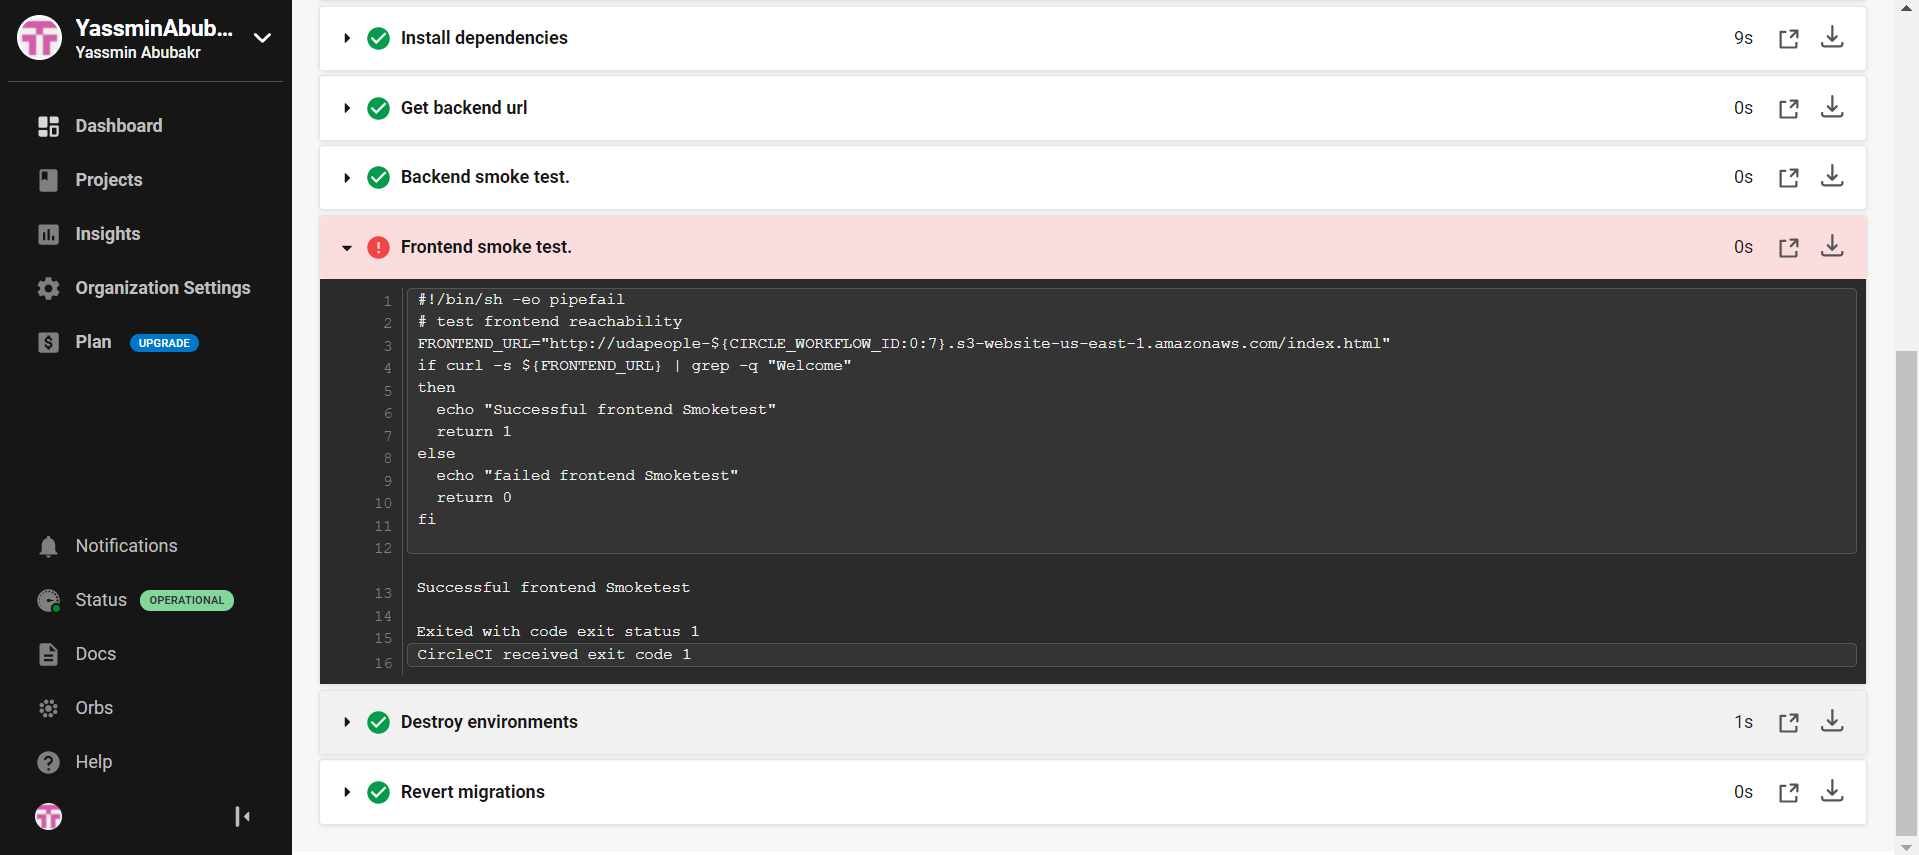 YassminAbub...
Yassmin Abubakr
Dashboard
Projects
Insights
Organization Settings
Plan UPGRADE
Notifications
Status OPERATIONAL
Docs
Orbs
Help
Install dependencies 9s
Get backend url 0s
Backend smoke test. 0s
Frontend smoke test. 0s
1 #!/bin/sh -eo pipefail
2 # test frontend reachability
3 FRONTEND_URL="http://udapeople-${CIRCLE_WORKFLOW_ID:0:7}.s3-website-us-east-1.amazonaws.com/index.html"
4 if curl -s ${FRONTEND_URL} | grep -q "Welcome"
5 then
6 echo "Successful frontend Smoketest"
7 return 1
8 else
9 echo "failed frontend Smoketest"
10 return 0
11 fi
12
13 Successful frontend Smoketest
14
15 Exited with code exit status 1
16 CircleCI received exit code 1
Destroy environments 1s
Revert migrations 0s